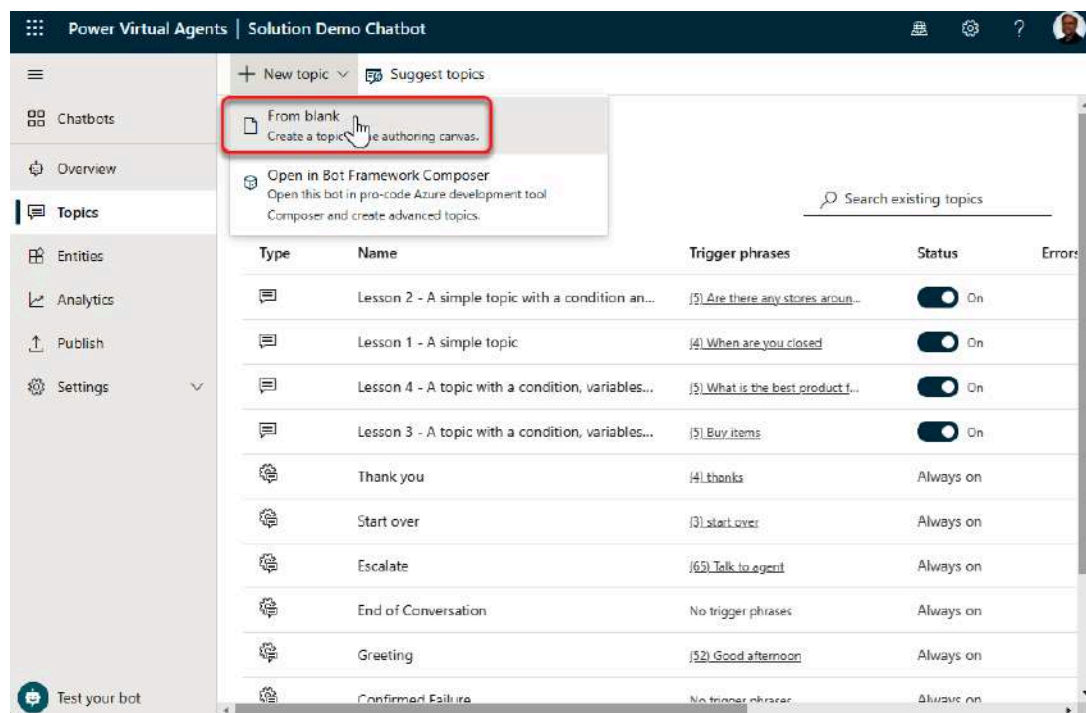 Power Virtual Agents | Solution Demo Chatbot
?
+ New topic
Suggest topics
Chatbots
Overview
Topics
Entities
Analytics
Publish
Settings
Test your bot
From blank
Create a topic the authoring canvas.
Open in Bot Framework Composer
Open this bot in pro-code Azure development tool
Composer and create advanced topics.
Search existing topics
Type Name Trigger phrases Status Errors
Lesson 2 - A simple topic with a condition an... (5) Are there any stores aroun... On
Lesson 1 - A simple topic (4) When are you closed On
Lesson 4 - A topic with a condition, variables... (5) What is the best product f... On
Lesson 3 - A topic with a condition, variables... (5) Buy items On
Thank you (4) thanks Always on
Start over (3) start over Always on
Escalate (65) Talk to agent Always on
End of Conversation No trigger phrases Always on
Greeting (52) Good afternoon Always on
Confirmed Failure No trigger phrases Always on